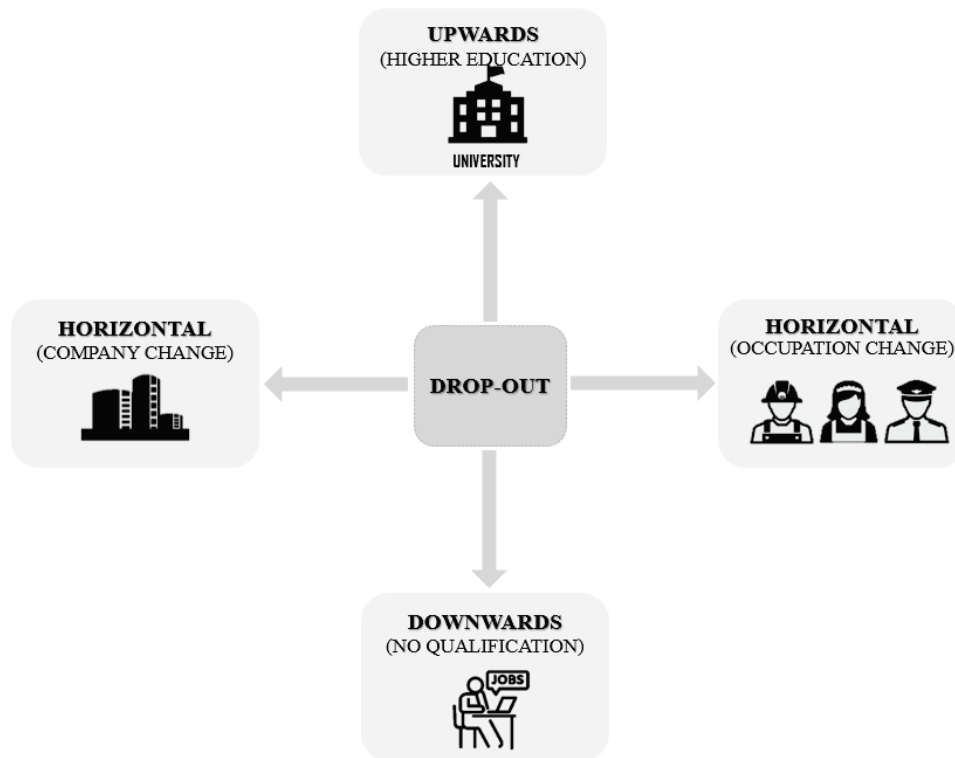 UPWARDS
(HIGHER EDUCATION)
UNIVERSITY
HORIZONTAL
(COMPANY CHANGE)
DROP-OUT
HORIZONTAL
(OCCUPATION CHANGE)
DOWNWARDS
(NO QUALIFICATION)
JOBS